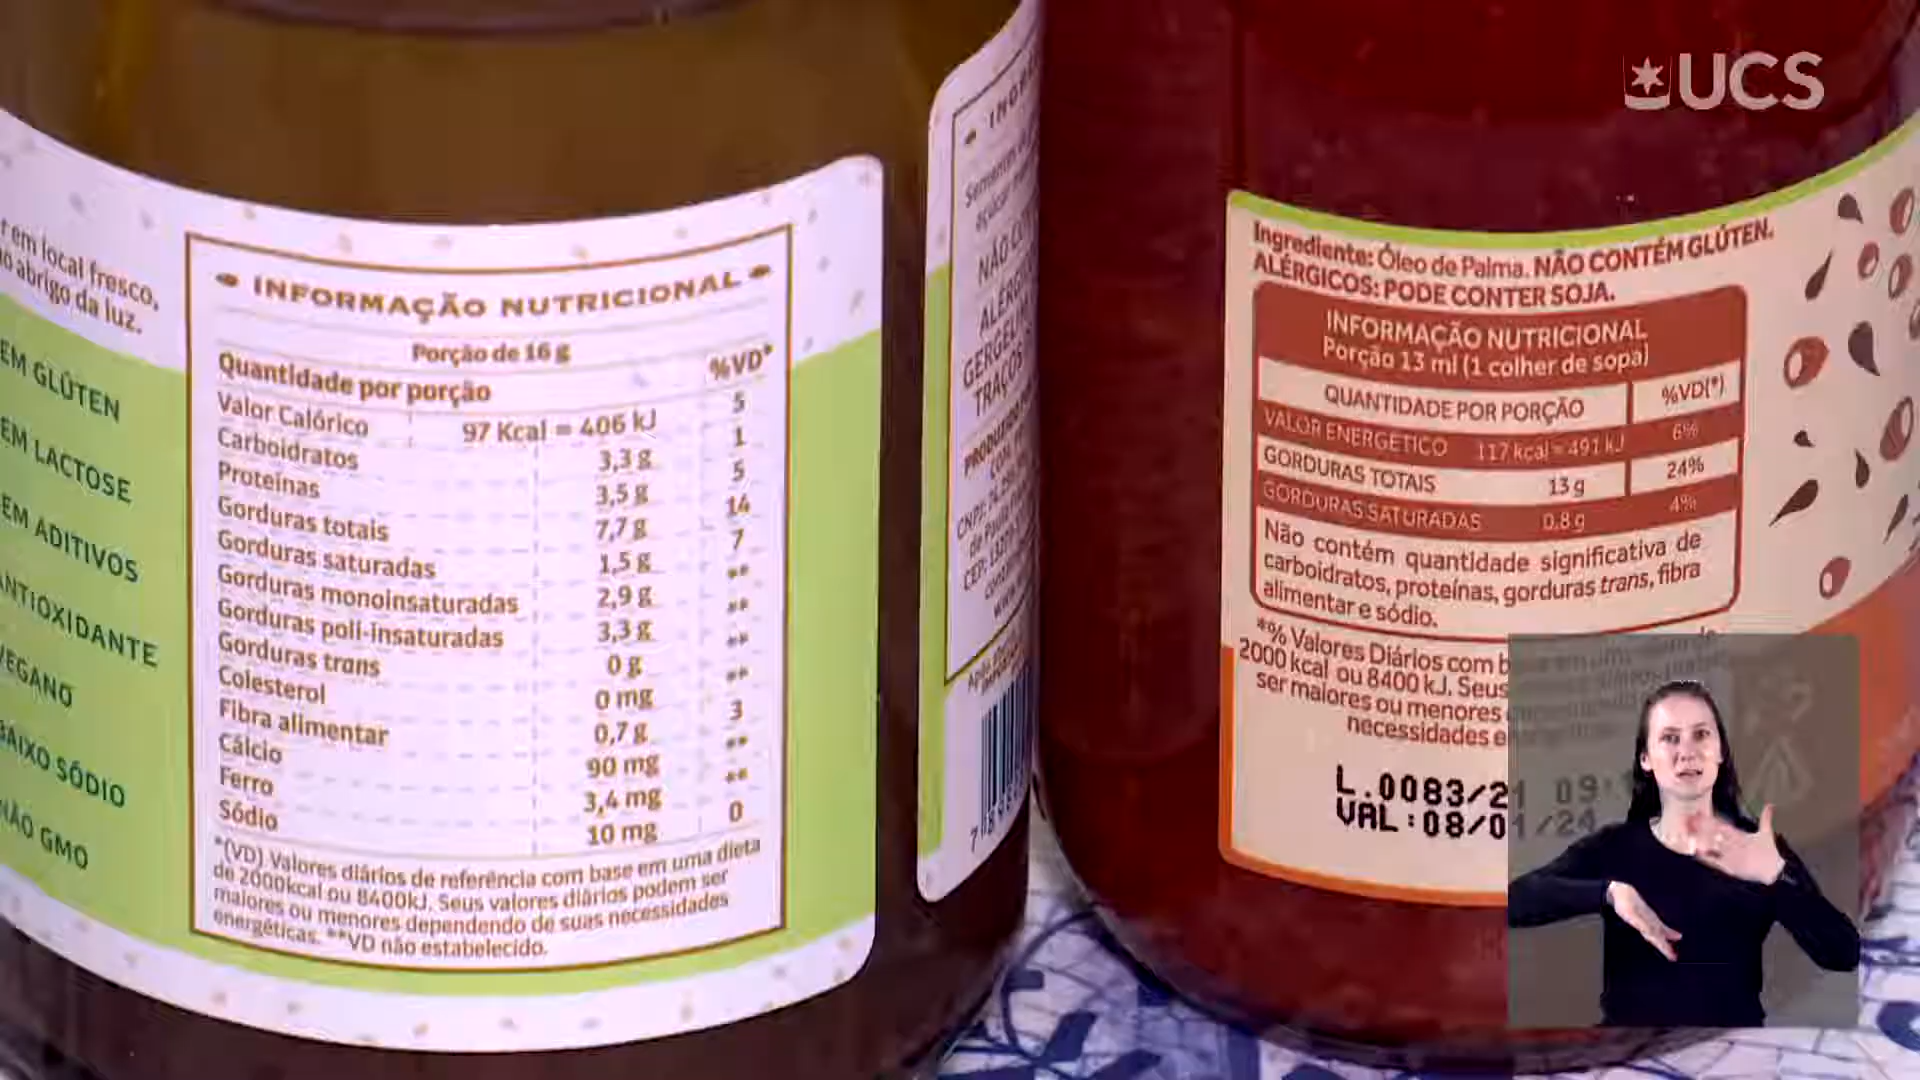 UCS
r em local fresco,
o abrigo da luz.
EM GLÚTEN
EM LACTOSE
EM ADITIVOS
ANTIOXIDANTE
VEGANO
BAIXO SÓDIO
NÃO GMO
INFORMAÇÃO NUTRICIONAL
Porção de 16 g
Quantidade por porção %VD*
Valor Calórico 97 Kcal = 406 kJ 5
Carboidratos 3,3 g 1
Proteínas 3,5 g 5
Gorduras totais 7,7 g 14
Gorduras saturadas 1,5 g 7
Gorduras monoinsaturadas 2,9 g **
Gorduras poli-insaturadas 3,3 g **
Gorduras trans 0 g **
Colesterol 0 mg **
Fibra alimentar 0,7 g 3
Cálcio 90 mg **
Ferro 3,4 mg **
Sódio 10 mg 0
*(VD) Valores diários de referência com base em uma dieta
de 2000kcal ou 8400kJ. Seus valores diários podem ser
maiores ou menores dependendo de suas necessidades
energéticas. **VD não estabelecido.
NÃO CO
ALÉRG
GERGELI
TRAÇOS
Ingrediente: Óleo de Palma. NÃO CONTÉM GLÚTEN.
ALÉRGICOS: PODE CONTER SOJA.
INFORMAÇÃO NUTRICIONAL
Porção 13 ml (1 colher de sopa)
QUANTIDADE POR PORÇÃO %VD(*)
VALOR ENERGÉTICO 117 kcal = 491 kJ 6%
GORDURAS TOTAIS 13 g 24%
GORDURAS SATURADAS 0,8 g 4%
Não contém quantidade significativa de
carboidratos, proteínas, gorduras trans, fibra
alimentar e sódio.
*% Valores Diários com b
2000 kcal ou 8400 kJ. Seus
ser maiores ou menores
necessidades e
L.0083/21 09:
VAL:08/01/24